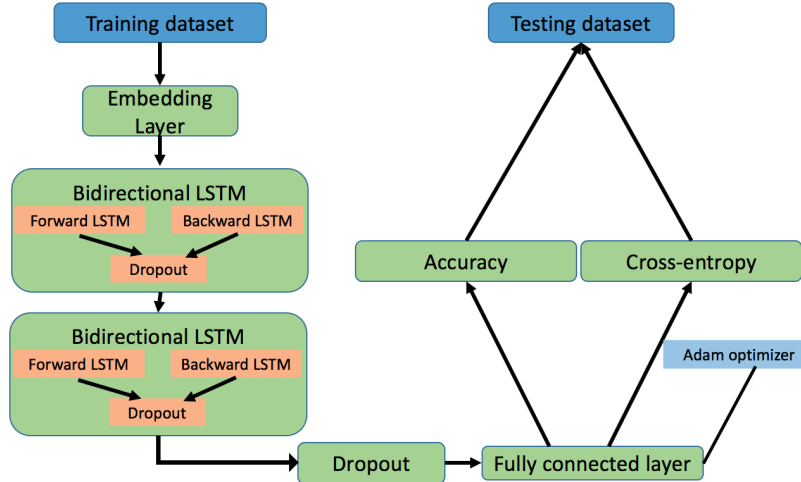 Training dataset
Testing dataset
Embedding
Layer
Bidirectional LSTM
Forward LSTM
Backward LSTM
Dropout
Accuracy
Cross-entropy
Bidirectional LSTM
Forward LSTM
Backward LSTM
Dropout
Adam optimizer
Dropout
Fully connected layer